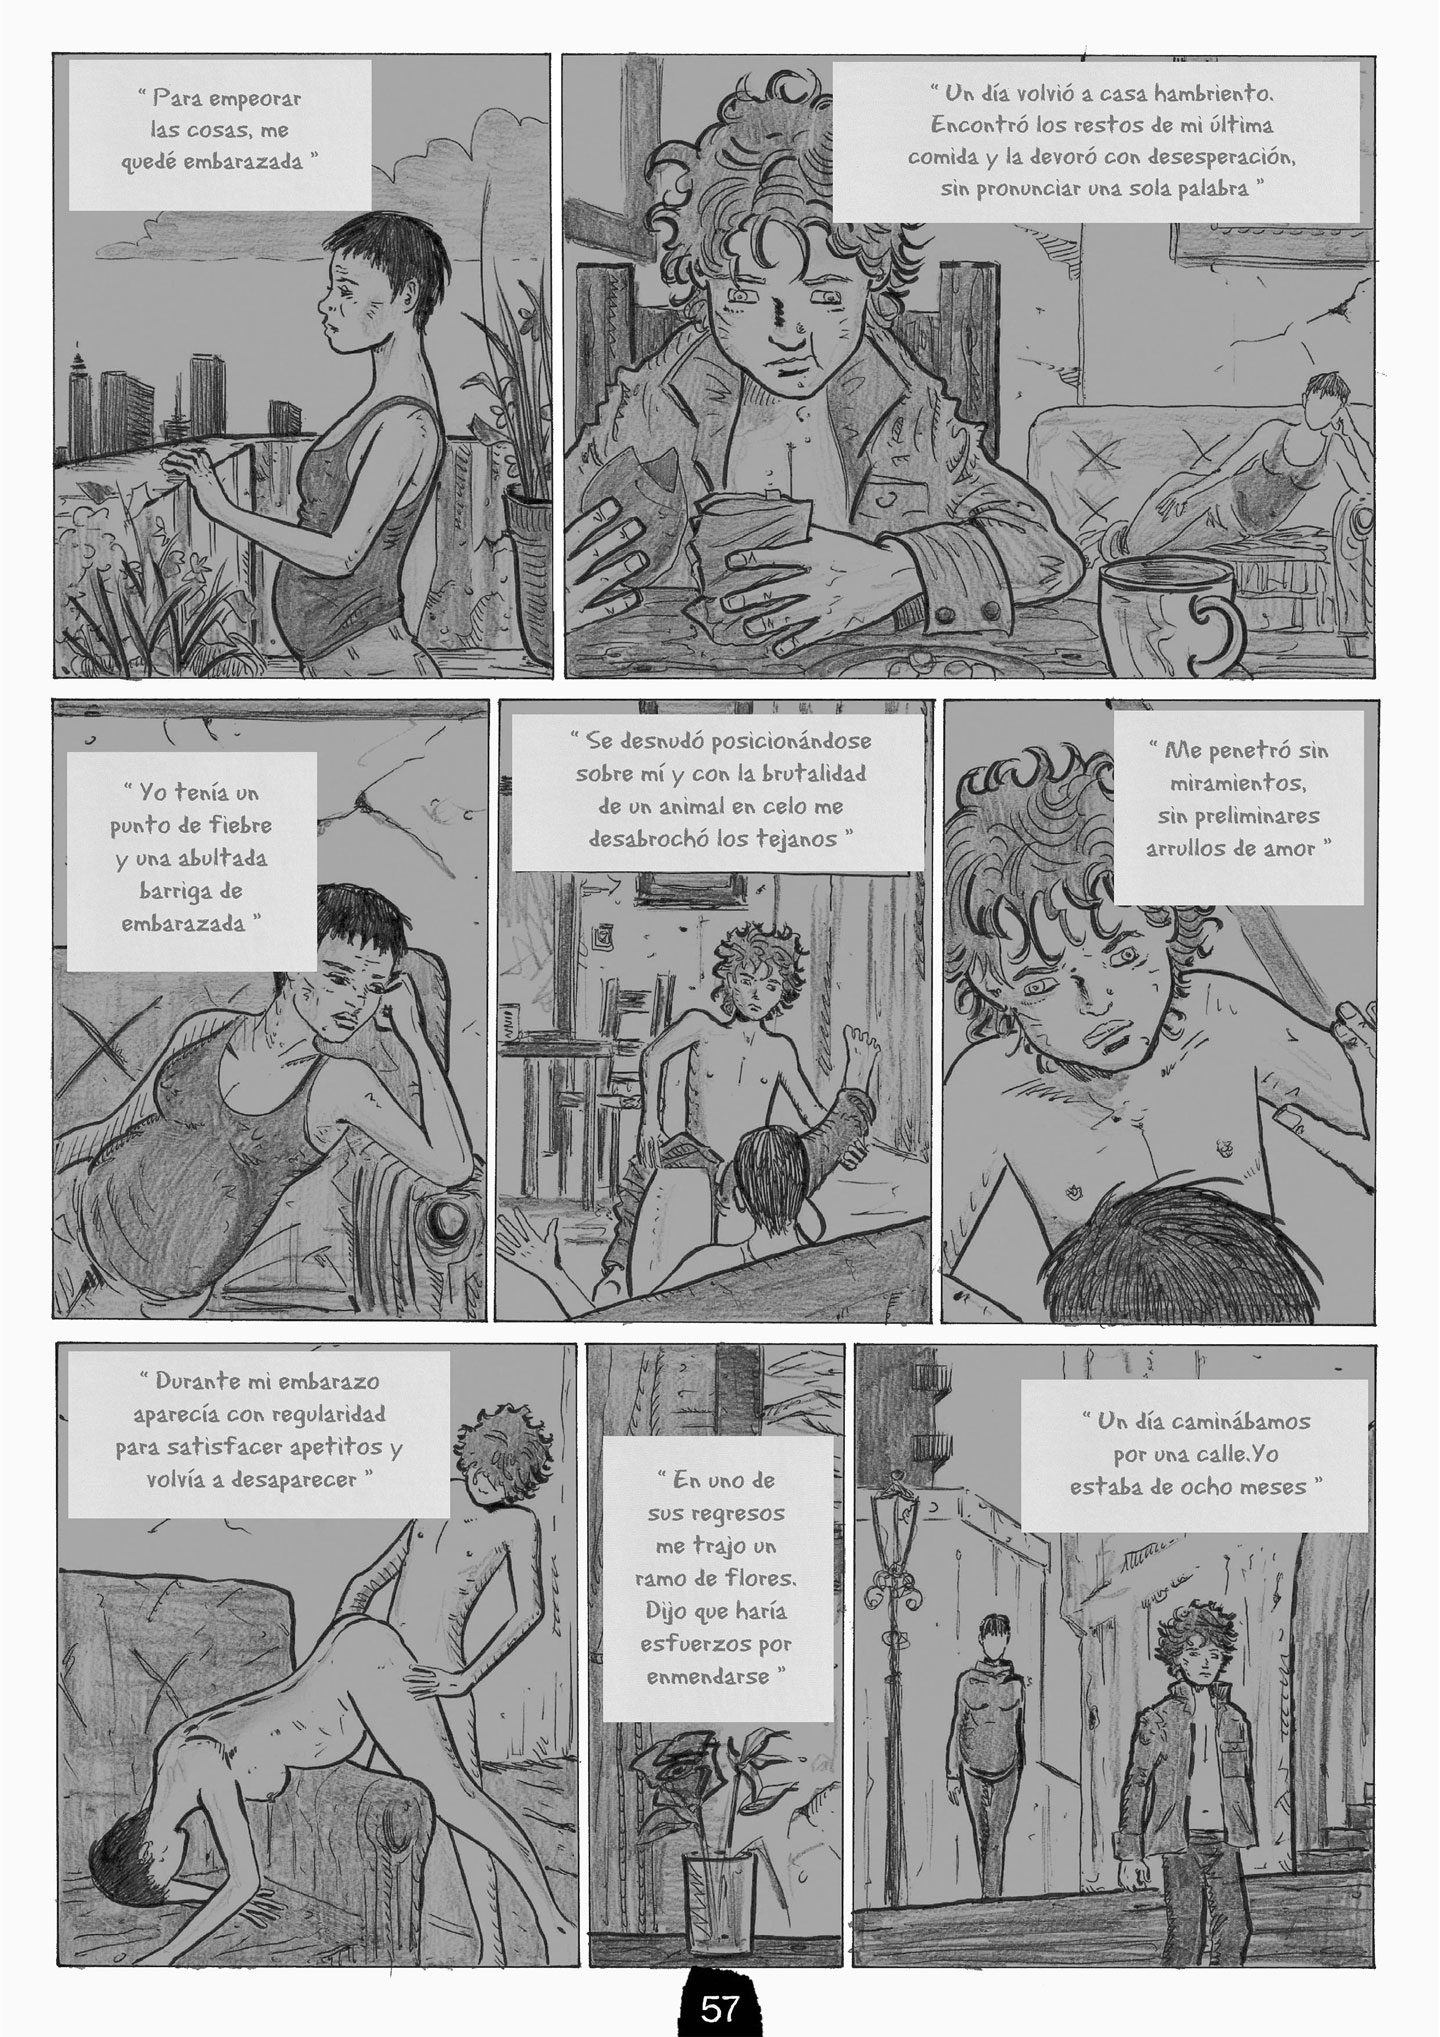 “ Para empeorar
las cosas, me
quedé embarazada ”
“ Un día volvió a casa hambriento.
Encontró los restos de mi última
comida y la devoró con desesperación,
sin pronunciar una sola palabra ”
“ Yo tenía un
punto de fiebre
y una abultada
barriga de
embarazada ”
“ Se desnudó posicionándose
sobre mí y con la brutalidad
de un animal en celo me
desabrochó los tejanos ”
“ Me penetró sin
miramientos,
sin preliminares
arrullos de amor ”
“ Durante mi embarazo
aparecía con regularidad
para satisfacer apetitos y
volvía a desaparecer ”
“ En uno de
sus regresos
me trajo un
ramo de flores.
Dijo que haría
esfuerzos por
enmendarse ”
“ Un día caminábamos
por una calle.Yo
estaba de ocho meses ”
57